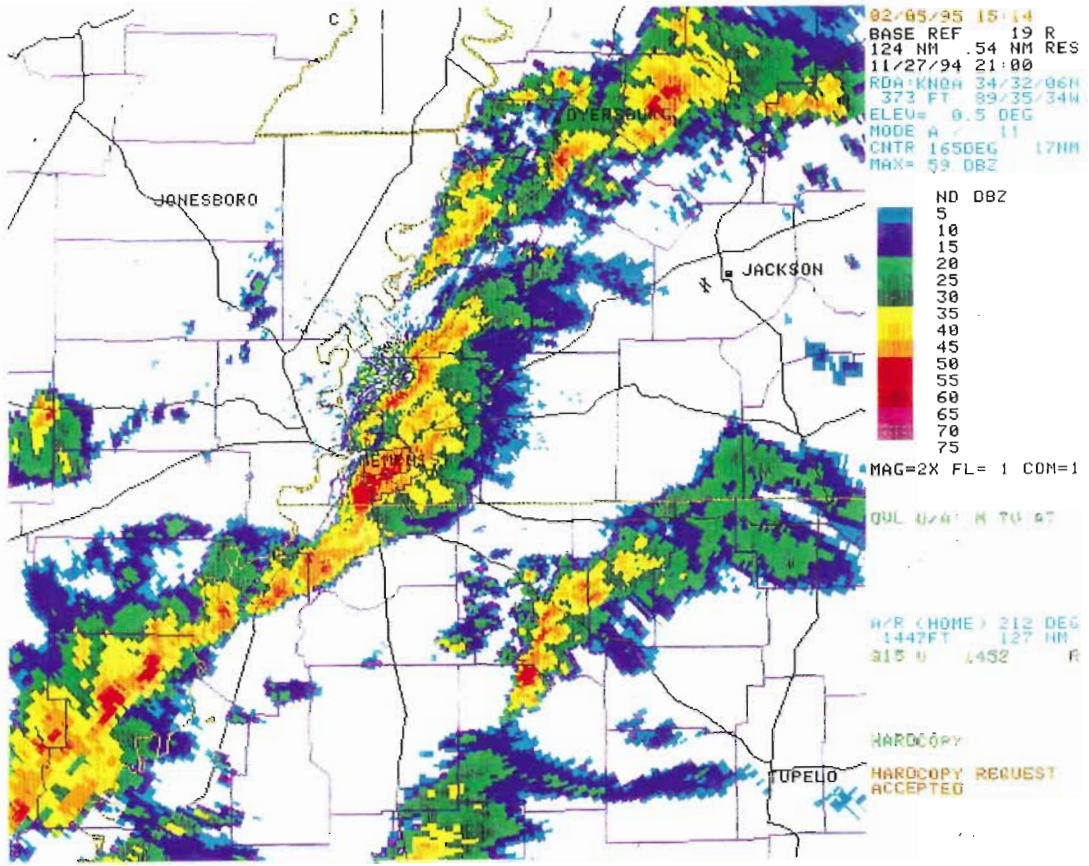 C
DYERSBURG
JONESBORO
JACKSON
MEMPHIS
TUPELO
02/05/95 15:14
BASE REF 19 R
124 NM .54 NM RES
11/27/94 21:00
RDA:KNQA 34/32/06N
373 FT 89/35/34W
ELEV= 0.5 DEG
MODE A / 11
CNTR 165DEG 17NM
MAX= 59 DBZ
ND DBZ
5
10
15
20
25
30
35
40
45
50
55
60
65
70
75
MAG=2X FL= 1 COM=1
A/R (HOME) 212 DEG
1447FT 127 NM
1452 R
HARDCOPY
HARDCOPY REQUEST
ACCEPTED